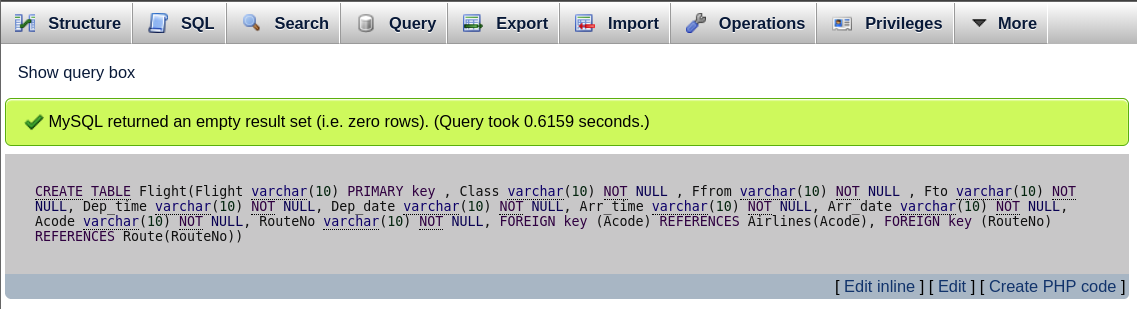 Structure SQL Search Query Export Import Operations Privileges More
Show query box
MySQL returned an empty result set (i.e. zero rows). (Query took 0.6159 seconds.)
CREATE TABLE Flight(Flight varchar(10) PRIMARY key , Class varchar(10) NOT NULL , Ffrom varchar(10) NOT NULL , Fto varchar(10) NOT
NULL, Dep_time varchar(10) NOT NULL, Dep_date varchar(10) NOT NULL, Arr_time varchar(10) NOT NULL, Arr_date varchar(10) NOT NULL,
Acode varchar(10) NOT NULL, RouteNo varchar(10) NOT NULL, FOREIGN key (Acode) REFERENCES Airlines(Acode), FOREIGN key (RouteNo)
REFERENCES Route(RouteNo))
[ Edit inline ] [ Edit ] [ Create PHP code ]